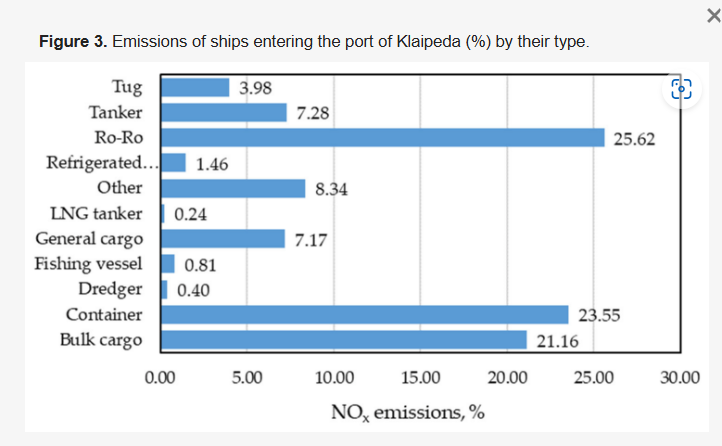 Figure 3. Emissions of ships entering the port of Klaipeda (%) by their type.
Tug 3.98
Tanker 7.28
Ro-Ro 25.62
Refrigerated... 1.46
Other 8.34
LNG tanker 0.24
General cargo 7.17
Fishing vessel 0.81
Dredger 0.40
Container 23.55
Bulk cargo 21.16
0.00 5.00 10.00 15.00 20.00 25.00 30.00
NOx emissions, %